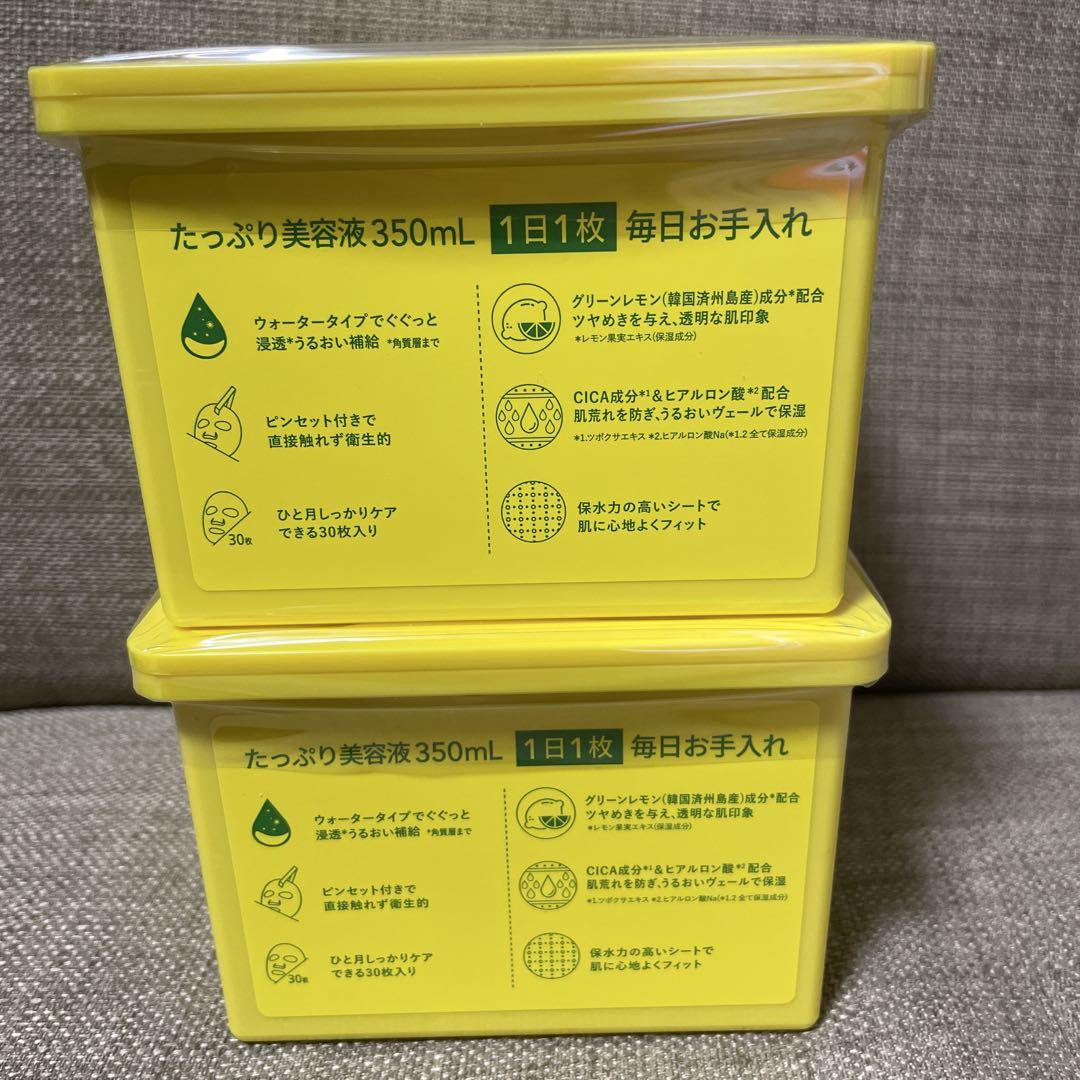 たっぷり美容液350mL 1日1枚 毎日お手入れ
ウォータータイプでぐぐっと
浸透*うるおい補給 *角質層まで
ピンセット付きで
直接触れず衛生的
ひと月しっかりケア
できる30枚入り
30枚
グリーンレモン(韓国済州島産)成分*配合
ツヤめきを与え、透明な肌印象
*レモン果実エキス(保湿成分)
CICA成分*1&ヒアルロン酸*2配合
肌荒れを防ぎ、うるおいヴェールで保湿
*1.ツボクサエキス *2.ヒアルロン酸Na(*1.2 全て保湿成分)
保水力の高いシートで
肌に心地よくフィット
たっぷり美容液350mL 1日1枚 毎日お手入れ
ウォータータイプでぐぐっと
浸透*うるおい補給 *角質層まで
ピンセット付きで
直接触れず衛生的
ひと月しっかりケア
できる30枚入り
30枚
グリーンレモン(韓国済州島産)成分*配合
ツヤめきを与え、透明な肌印象
*レモン果実エキス(保湿成分)
CICA成分*1&ヒアルロン酸*2配合
肌荒れを防ぎ、うるおいヴェールで保湿
*1.ツボクサエキス *2.ヒアルロン酸Na(*1.2 全て保湿成分)
保水力の高いシートで
肌に心地よくフィット